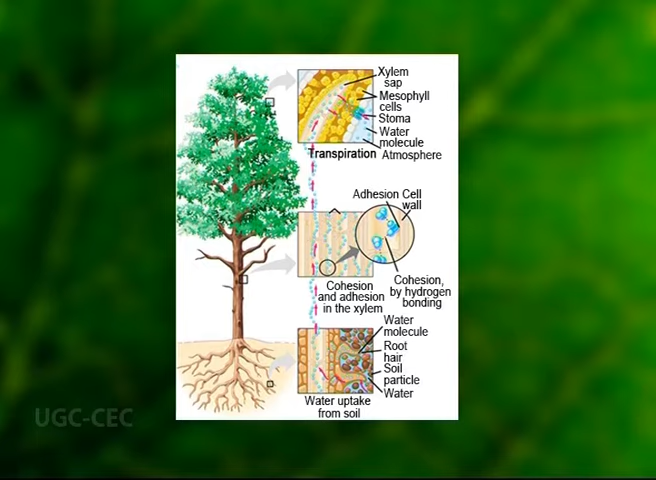 Xylem
sap
Mesophyll
cells
Stoma
Water
molecule
Transpiration
Atmosphere
Adhesion
Cell
wall
Cohesion
and adhesion
in the xylem
Cohesion,
by hydrogen
bonding
Water
molecule
Root
hair
Soil
particle
Water
Water uptake
from soil
UGC-CEC